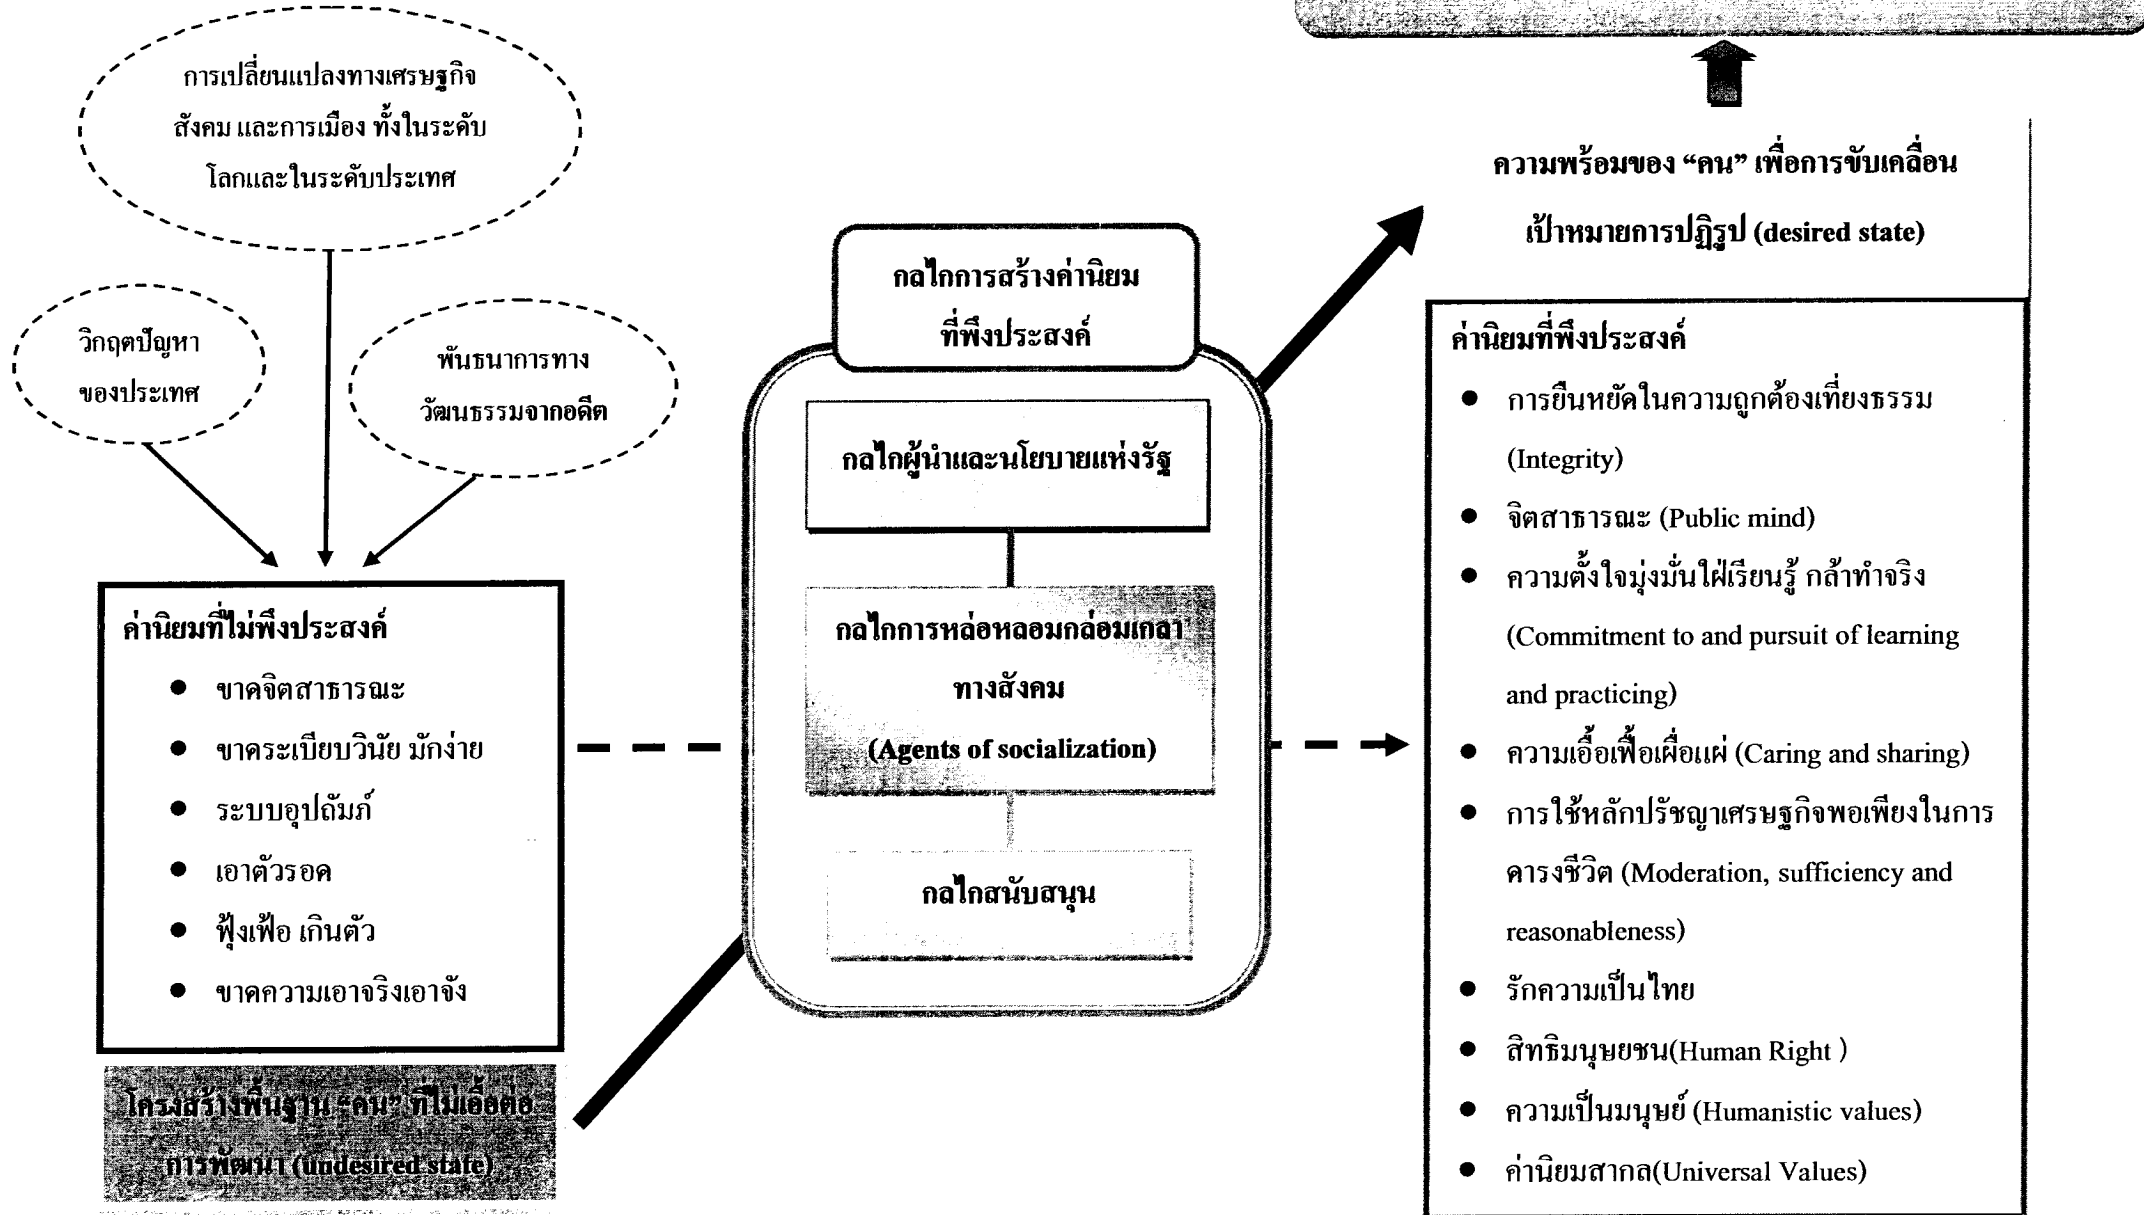 การเปลี่ยนแปลงทางเศรษฐกิจ
สังคม และการเมือง ทั้งในระดับ
โลกและในระดับประเทศ
วิกฤตปัญหา
ของประเทศ
พันธนาการทาง
วัฒนธรรมจากอดีต
ค่านิยมที่ไม่พึงประสงค์
● ขาดจิตสาธารณะ
● ขาดระเบียบวินัย มักง่าย
● ระบบอุปถัมภ์
● เอาตัวรอด
● ฟุ้งเฟ้อ เกินตัว
● ขาดความเอาจริงเอาจัง
โครงสร้างพื้นฐาน “คน” ที่ไม่เอื้อต่อ
การพัฒนา (undesired state)
กลไกการสร้างค่านิยม
ที่พึงประสงค์
กลไกผู้นำและนโยบายแห่งรัฐ
กลไกการหล่อหลอมกล่อมเกลา
ทางสังคม
(Agents of socialization)
กลไกสนับสนุน
ความพร้อมของ “คน” เพื่อการขับเคลื่อน
เป้าหมายการปฏิรูป (desired state)
ค่านิยมที่พึงประสงค์
● การยืนหยัดในความถูกต้องเที่ยงธรรม
(Integrity)
● จิตสาธารณะ (Public mind)
● ความตั้งใจมุ่งมั่นใฝ่เรียนรู้ กล้าทำจริง
(Commitment to and pursuit of learning
and practicing)
● ความเอื้อเฟื้อเผื่อแผ่ (Caring and sharing)
● การใช้หลักปรัชญาเศรษฐกิจพอเพียงในการ
ดารงชีวิต (Moderation, sufficiency and
reasonableness)
● รักความเป็นไทย
● สิทธิมนุษยชน(Human Right )
● ความเป็นมนุษย์ (Humanistic values)
● ค่านิยมสากล(Universal Values)